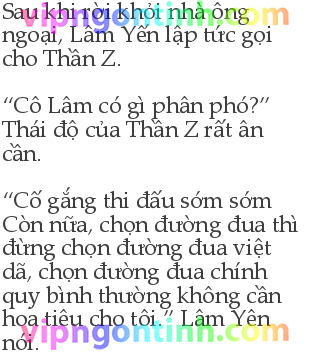 Sau khi rời khỏi nhà ông
ngoại, Lâm Yến lập tức gọi
cho Thần Z.
“Cô Lâm có gì phân phó?”
Thái độ của Thần Z rất ân
cần.
“Cố gắng thi đấu sớm sớm
Còn nữa, chọn đường đua thì
đừng chọn đường đua việt
dã, chọn đường đua chính
quy bình thường không cần
hoa tiêu cho tôi.” Lâm Yên
nói.
vipngontinh.com
vipngontinh.com